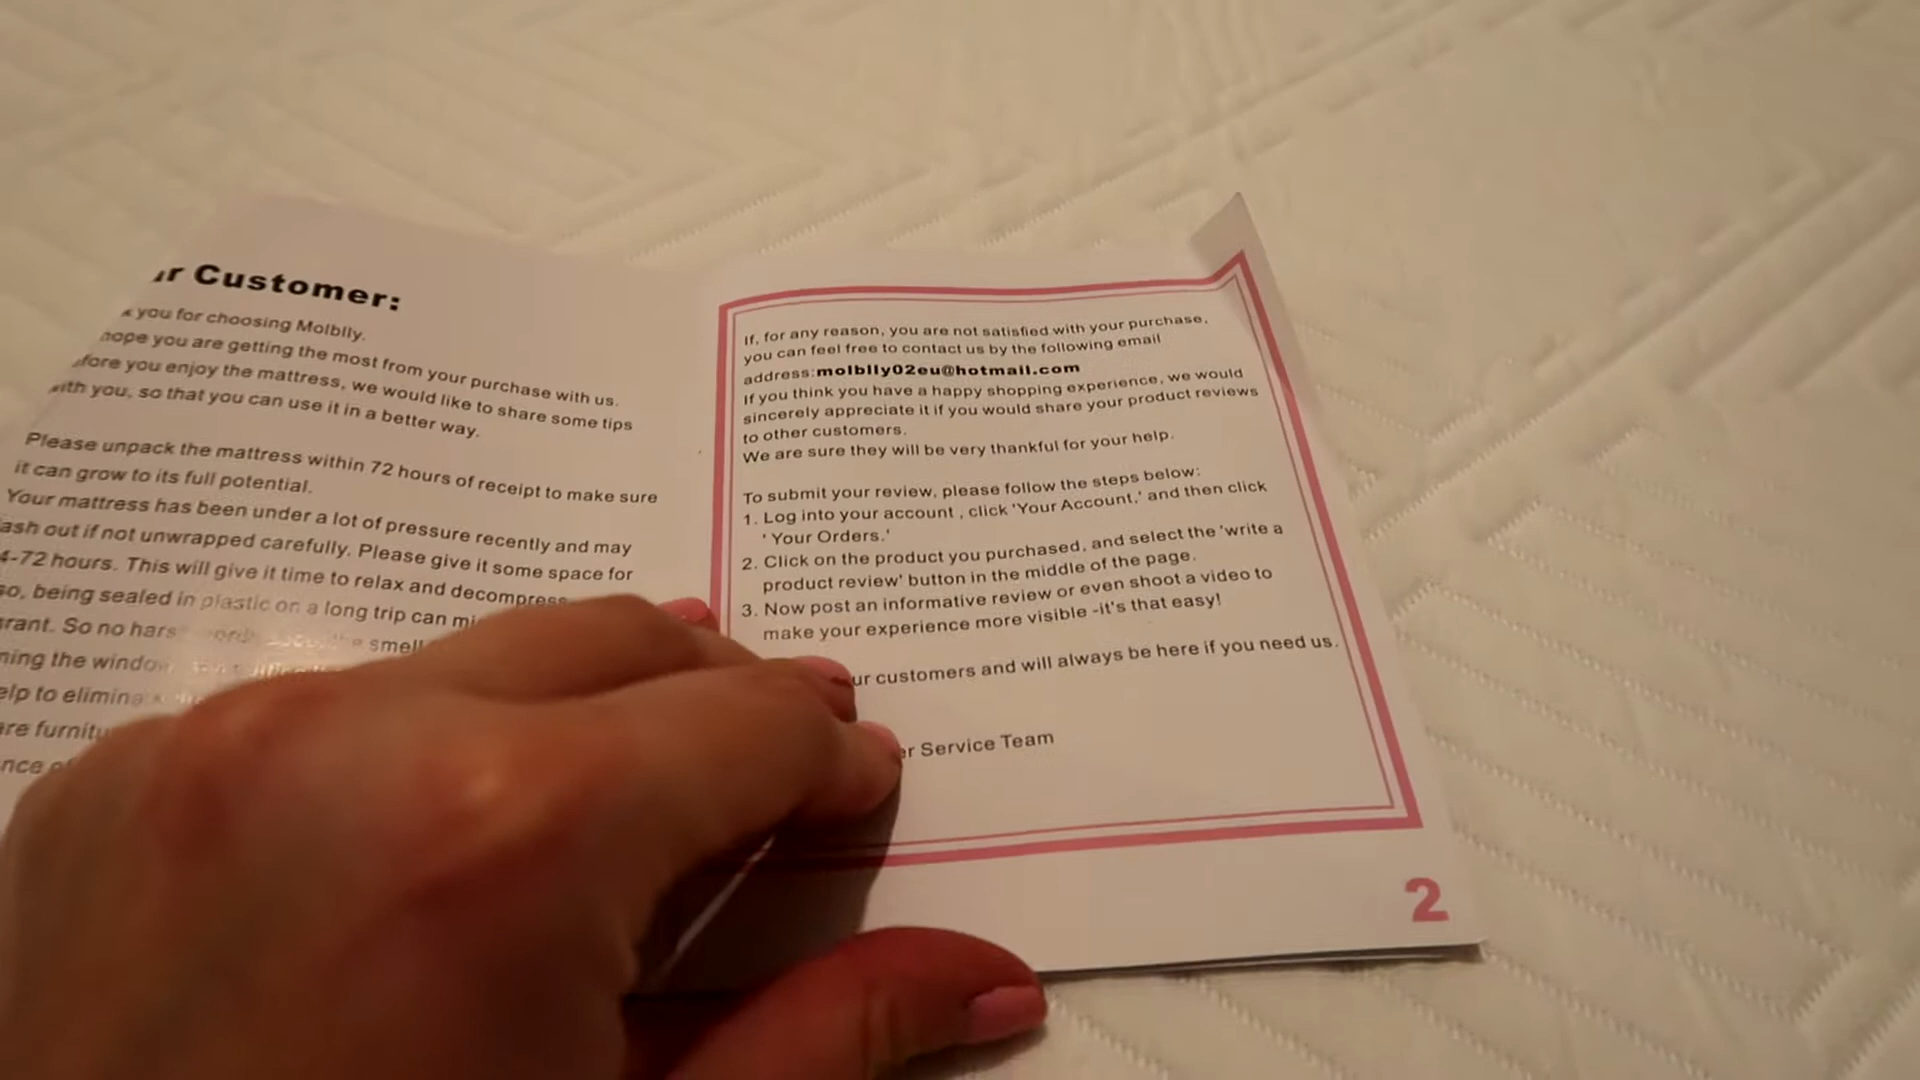 Customer:
you for choosing Molblly.
hope you are getting the most from your purchase with us.
you enjoy the mattress, we would like to share some tips
with you, so that you can use it in a better way.
Please unpack the mattress within 72 hours of receipt to make sure
it can grow to its full potential.
Your mattress has been under a lot of pressure recently and may
lash out if not unwrapped carefully. Please give it some space for
4-72 hours. This will give it time to relax and decompress
so, being sealed in plastic on a long trip can
So no smell
the
to
furnitu
If, for any reason, you are not satisfied with your purchase,
you can feel free to contact us by the following email
address:molblly02eu@hotmail.com
If you think you have a happy shopping experience, we would
sincerely appreciate it if you would share your product reviews
to other customers.
We are sure they will be very thankful for your help.
To submit your review, please follow the steps below:
1. Log into your account , click 'Your Account,' and then click
' Your Orders.'
2. Click on the product you purchased, and select the 'write a
product review' button in the middle of the page.
3. Now post an informative review or even shoot a video to
make your experience more visible -it's that easy!
customers and will always be here if you need us.
Service Team
2